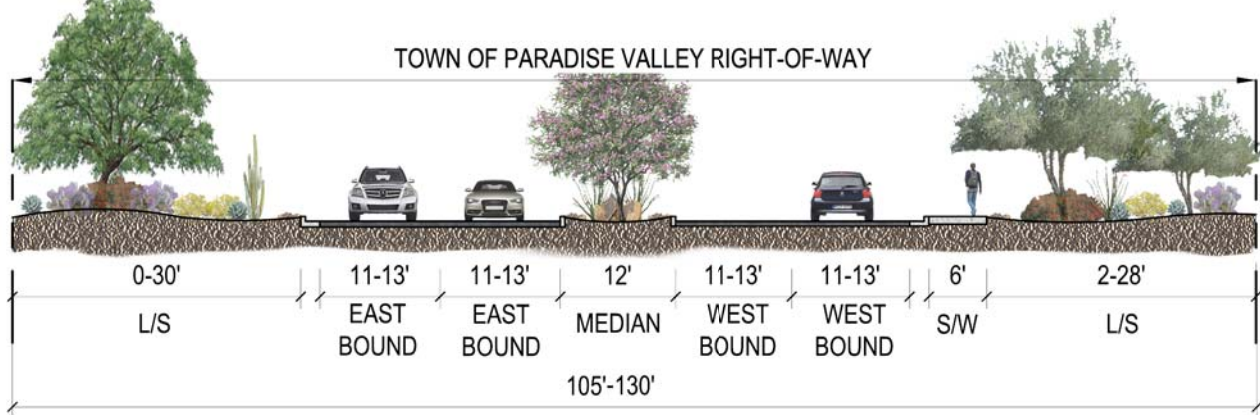 TOWN OF PARADISE VALLEY RIGHT-OF-WAY
0-30' 11-13' 11-13' 12' 11-13' 11-13' 6' 2-28'
L/S EAST EAST MEDIAN WEST WEST S/W L/S
BOUND BOUND BOUND BOUND
105'-130'